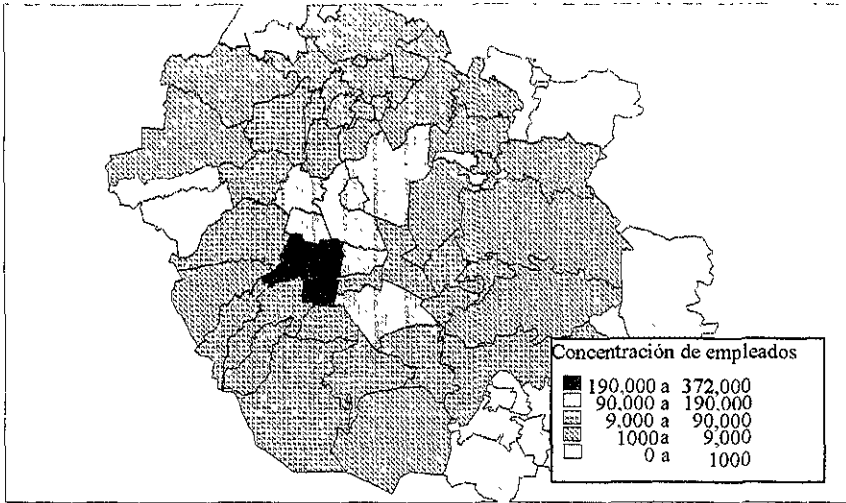 Concentración de empleados
190,000 a 372,000
90,000 a 190,000
9,000 a 90,000
1000a 9,000
0 a 1000